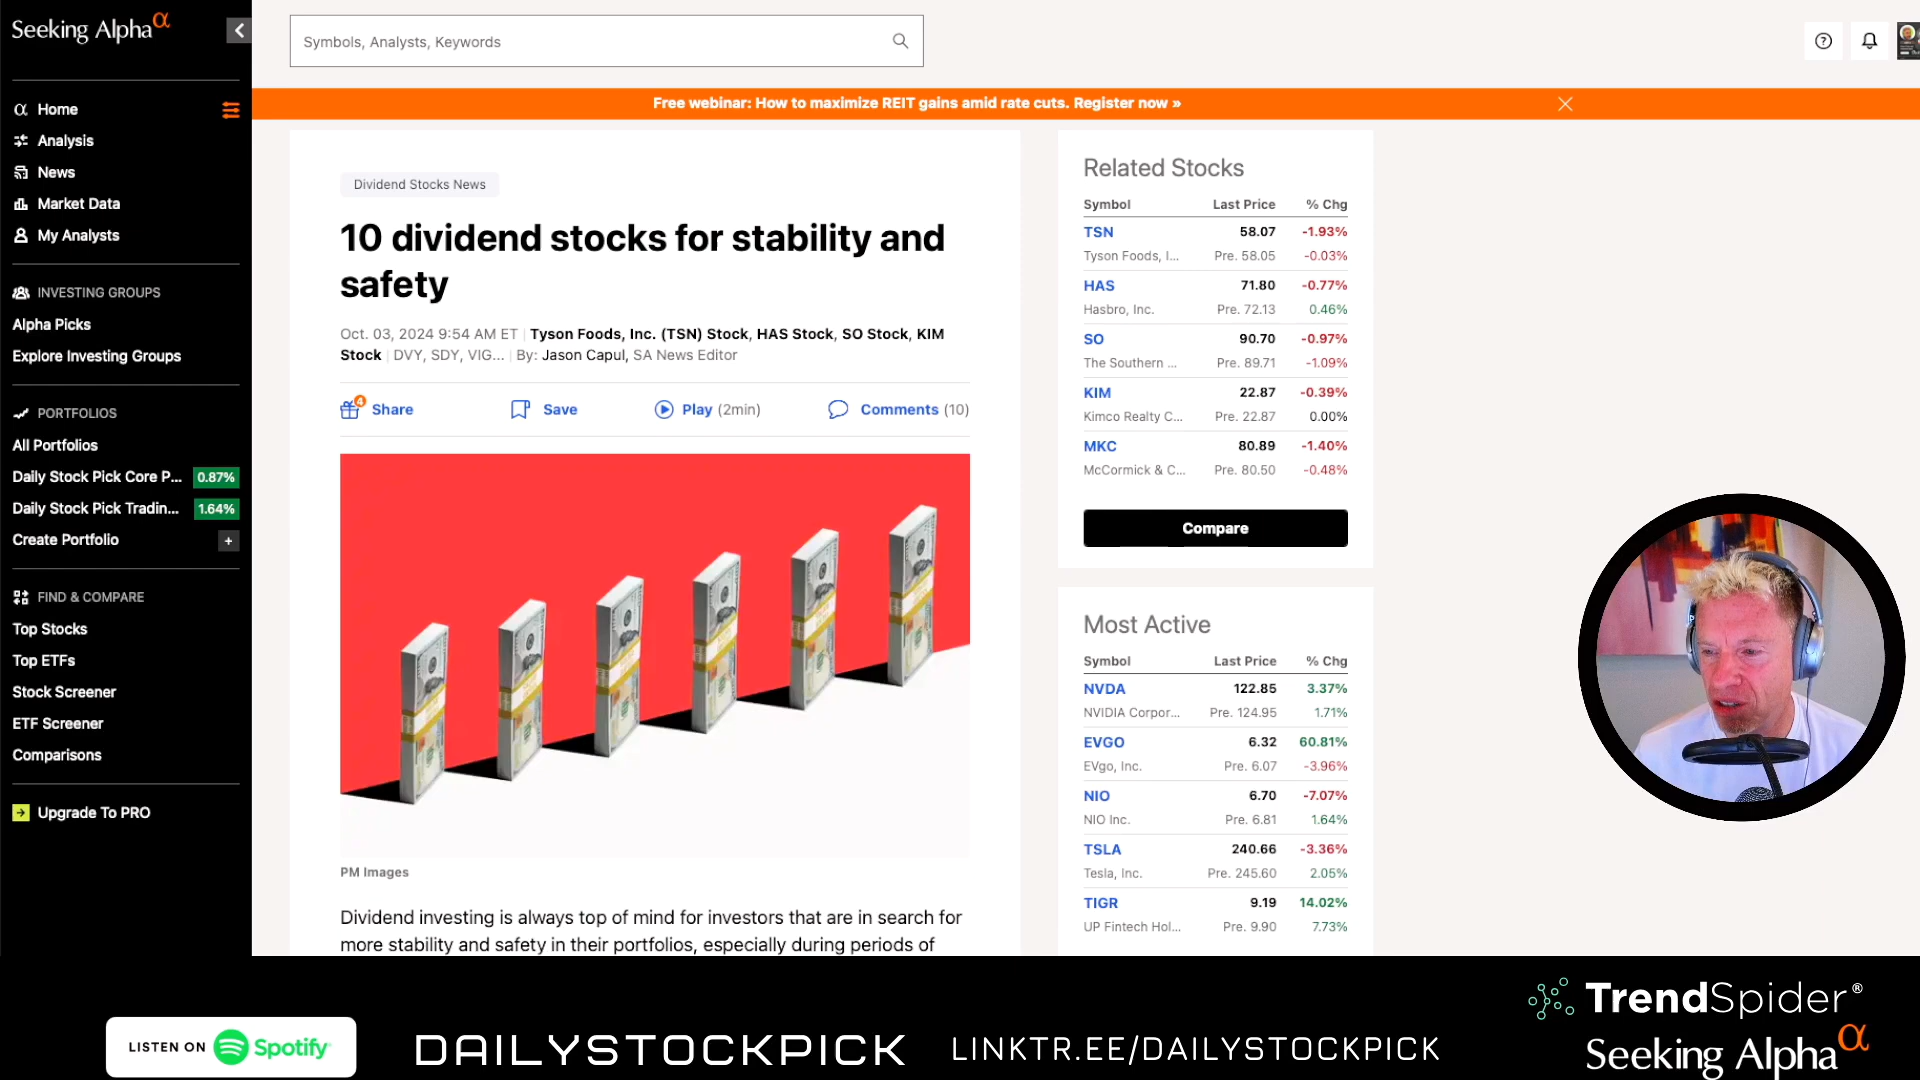 Seeking Alpha α
Symbols, Analysts, Keywords
Free webinar: How to maximize REIT gains amid rate cuts. Register now »
Home
Analysis
News
Market Data
My Analysts
INVESTING GROUPS
Alpha Picks
Explore Investing Groups
PORTFOLIOS
All Portfolios
Daily Stock Pick Core P... 0.87%
Daily Stock Pick Tradin... 1.64%
Create Portfolio +
FIND & COMPARE
Top Stocks
Top ETFs
Stock Screener
ETF Screener
Comparisons
Upgrade To PRO
Dividend Stocks News
10 dividend stocks for stability and
safety
Oct. 03, 2024 9:54 AM ET | Tyson Foods, Inc. (TSN) Stock, HAS Stock, SO Stock, KIM
Stock | DVY, SDY, VIG... | By: Jason Capul, SA News Editor
4 Share Save Play (2min) Comments (10)
PM Images
Dividend investing is always top of mind for investors that are in search for
more stability and safety in their portfolios, especially during periods of
Related Stocks
Symbol Last Price % Chg
TSN 58.07 -1.93%
Tyson Foods, I... Pre. 58.05 -0.03%
HAS 71.80 -0.77%
Hasbro, Inc. Pre. 72.13 0.46%
SO 90.70 -0.97%
The Southern ... Pre. 89.71 -1.09%
KIM 22.87 -0.39%
Kimco Realty C... Pre. 22.87 0.00%
MKC 80.89 -1.40%
McCormick & C... Pre. 80.50 -0.48%
Compare
Most Active
Symbol Last Price % Chg
NVDA 122.85 3.37%
NVIDIA Corpor... Pre. 124.95 1.71%
EVGO 6.32 60.81%
EVgo, Inc. Pre. 6.07 -3.96%
NIO 6.70 -7.07%
NIO Inc. Pre. 6.81 1.64%
TSLA 240.66 -3.36%
Tesla, Inc. Pre. 245.60 2.05%
TIGR 9.19 14.02%
UP Fintech Hol... Pre. 9.90 7.73%
LISTEN ON Spotify
DAILYSTOCKPICK
LINKTR.EE/DAILYSTOCKPICK
TrendSpider®
Seeking Alpha α